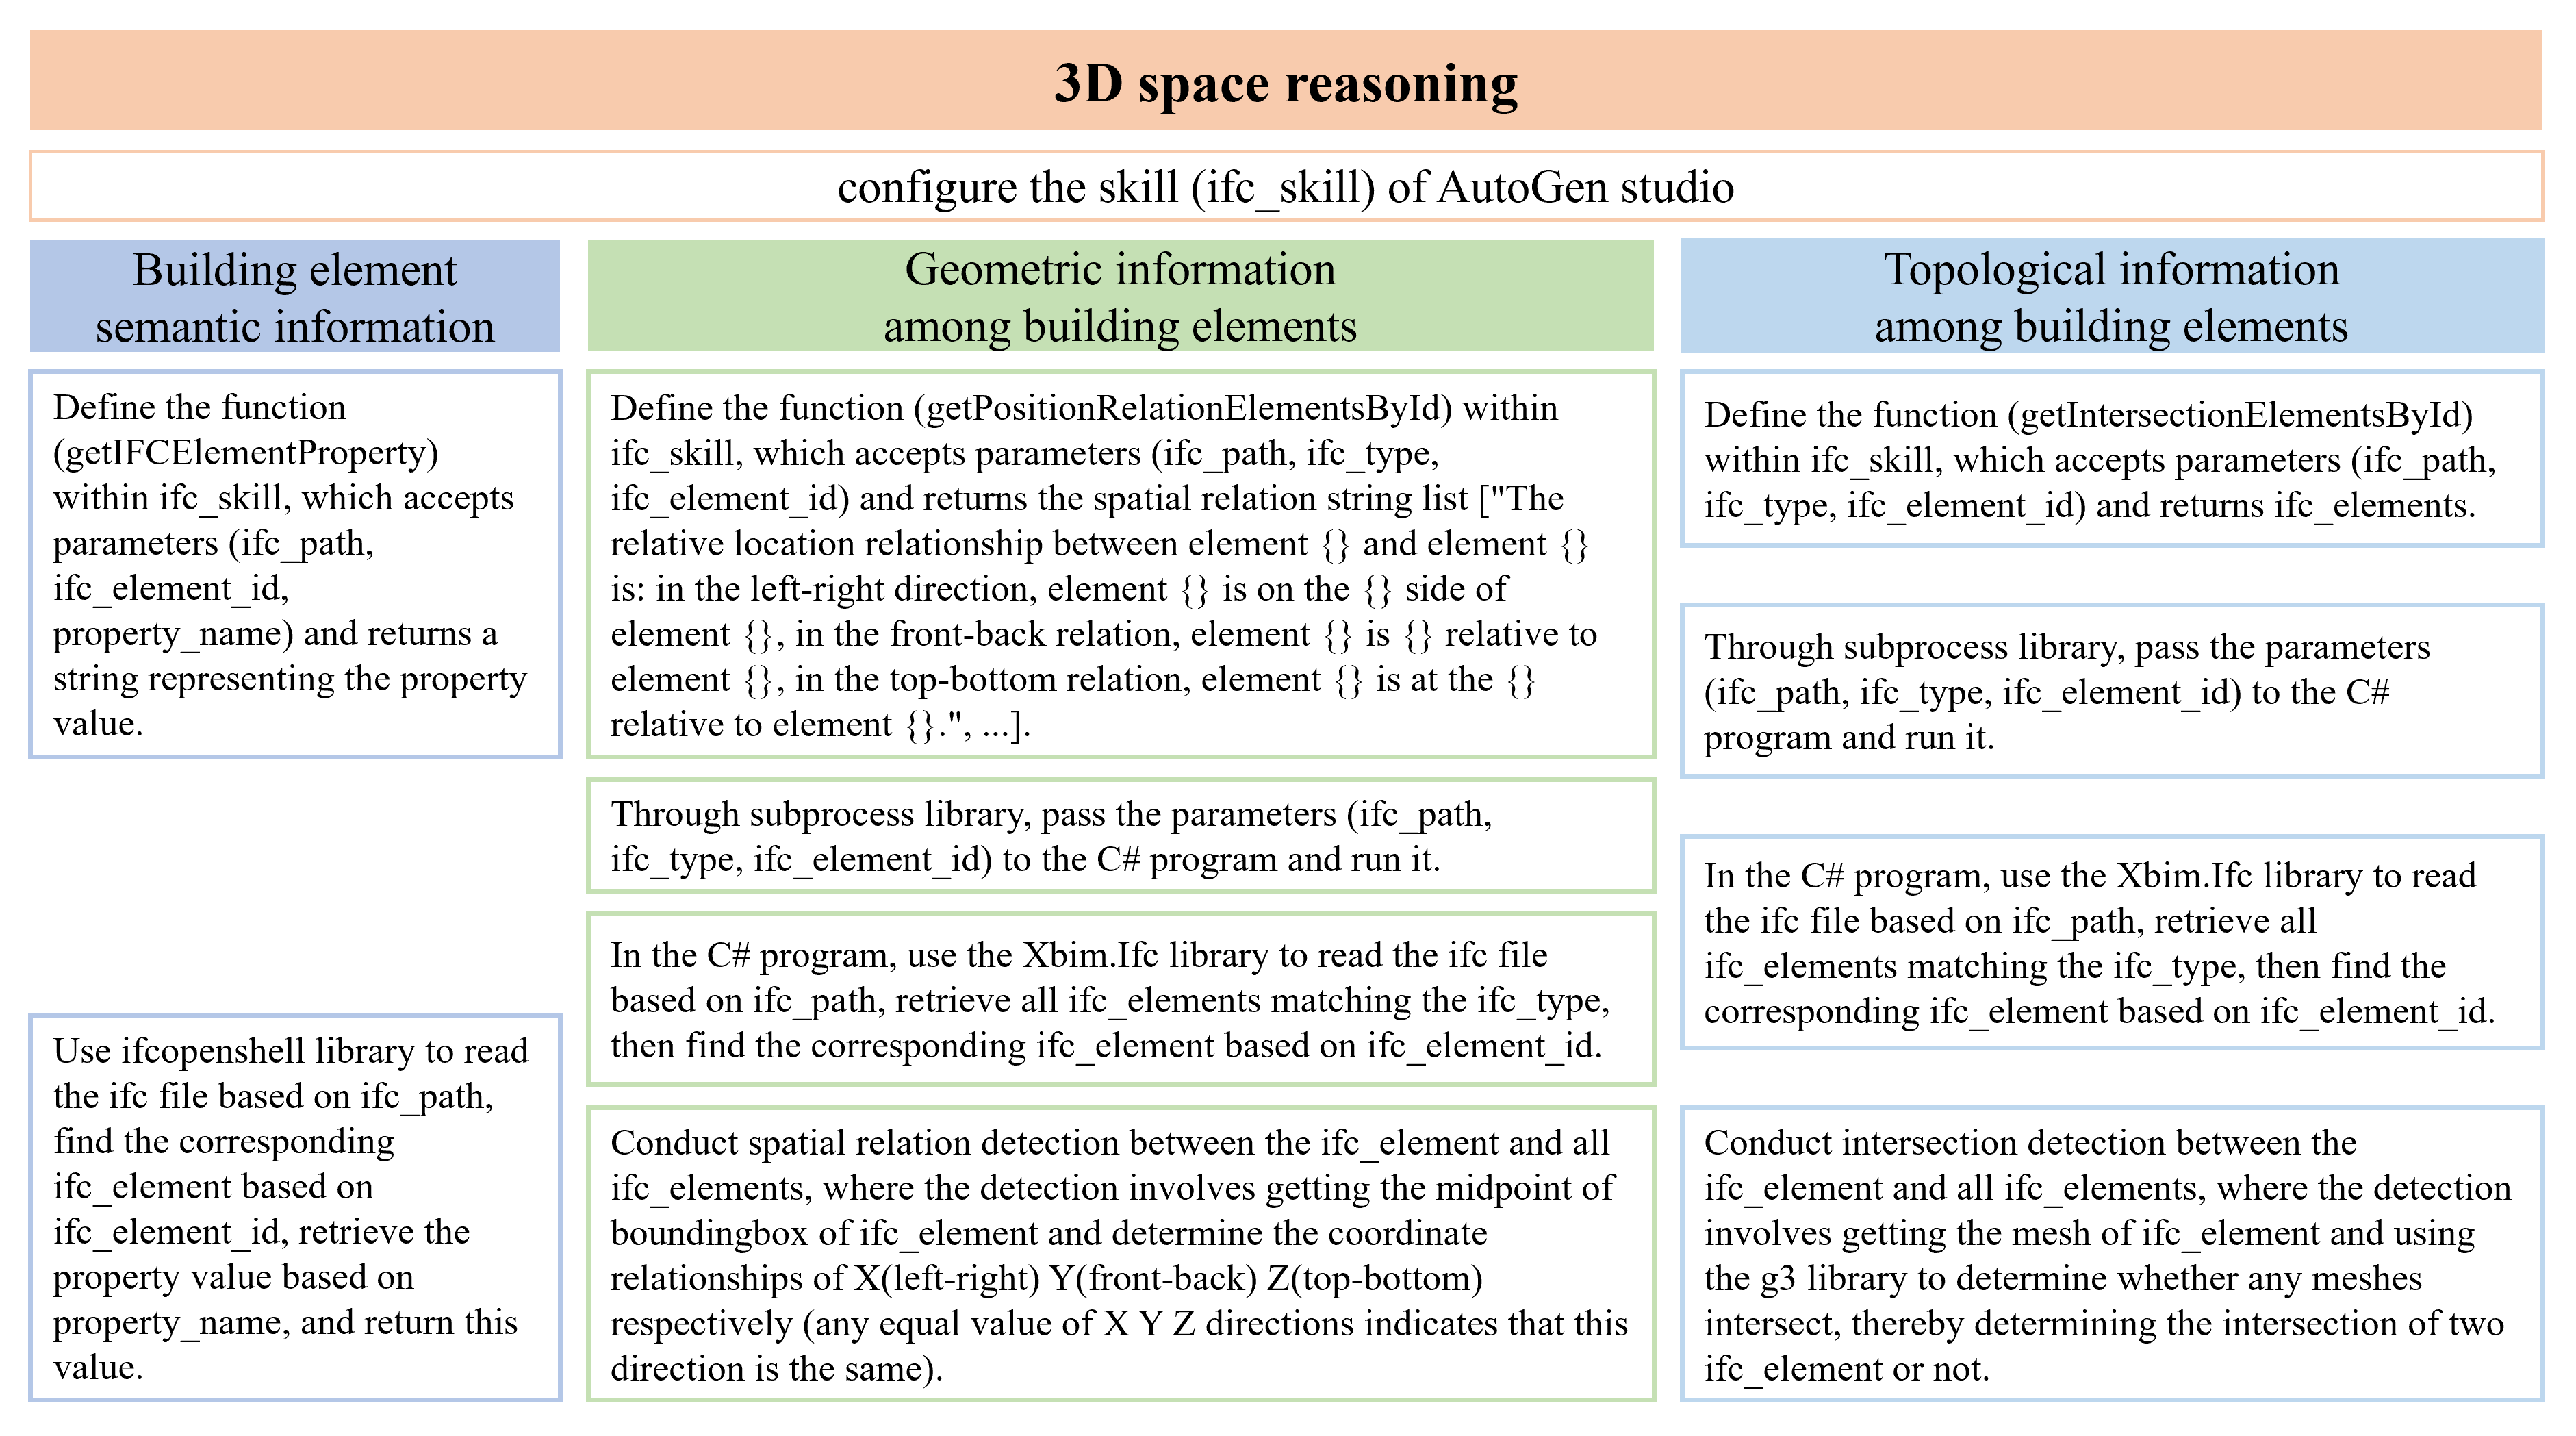 3D space reasoning
configure the skill (ifc_skill) of AutoGen studio
Building element
semantic information
Define the function
(getIFCElementProperty)
within ifc_skill, which accepts
parameters (ifc_path,
ifc_element_id,
property_name) and returns a
string representing the property
value.
Use ifcopenshell library to read
the ifc file based on ifc_path,
find the corresponding
ifc_element based on
ifc_element_id, retrieve the
property value based on
property_name, and return this
value.
Geometric information
among building elements
Define the function (getPositionRelationElementsById) within
ifc_skill, which accepts parameters (ifc_path, ifc_type,
ifc_element_id) and returns the spatial relation string list ["The
relative location relationship between element {} and element {}
is: in the left-right direction, element {} is on the {} side of
element {}, in the front-back relation, element {} is {} relative to
element {}, in the top-bottom relation, element {} is at the {}
relative to element {}.", ...].
Through subprocess library, pass the parameters (ifc_path,
ifc_type, ifc_element_id) to the C# program and run it.
In the C# program, use the Xbim.Ifc library to read the ifc file
based on ifc_path, retrieve all ifc_elements matching the ifc_type,
then find the corresponding ifc_element based on ifc_element_id.
Conduct spatial relation detection between the ifc_element and all
ifc_elements, where the detection involves getting the midpoint of
boundingbox of ifc_element and determine the coordinate
relationships of X(left-right) Y(front-back) Z(top-bottom)
respectively (any equal value of X Y Z directions indicates that this
direction is the same).
Topological information
among building elements
Define the function (getIntersectionElementsById)
within ifc_skill, which accepts parameters (ifc_path,
ifc_type, ifc_element_id) and returns ifc_elements.
Through subprocess library, pass the parameters
(ifc_path, ifc_type, ifc_element_id) to the C#
program and run it.
In the C# program, use the Xbim.Ifc library to read
the ifc file based on ifc_path, retrieve all
ifc_elements matching the ifc_type, then find the
corresponding ifc_element based on ifc_element_id.
Conduct intersection detection between the
ifc_element and all ifc_elements, where the detection
involves getting the mesh of ifc_element and using
the g3 library to determine whether any meshes
intersect, thereby determining the intersection of two
ifc_element or not.